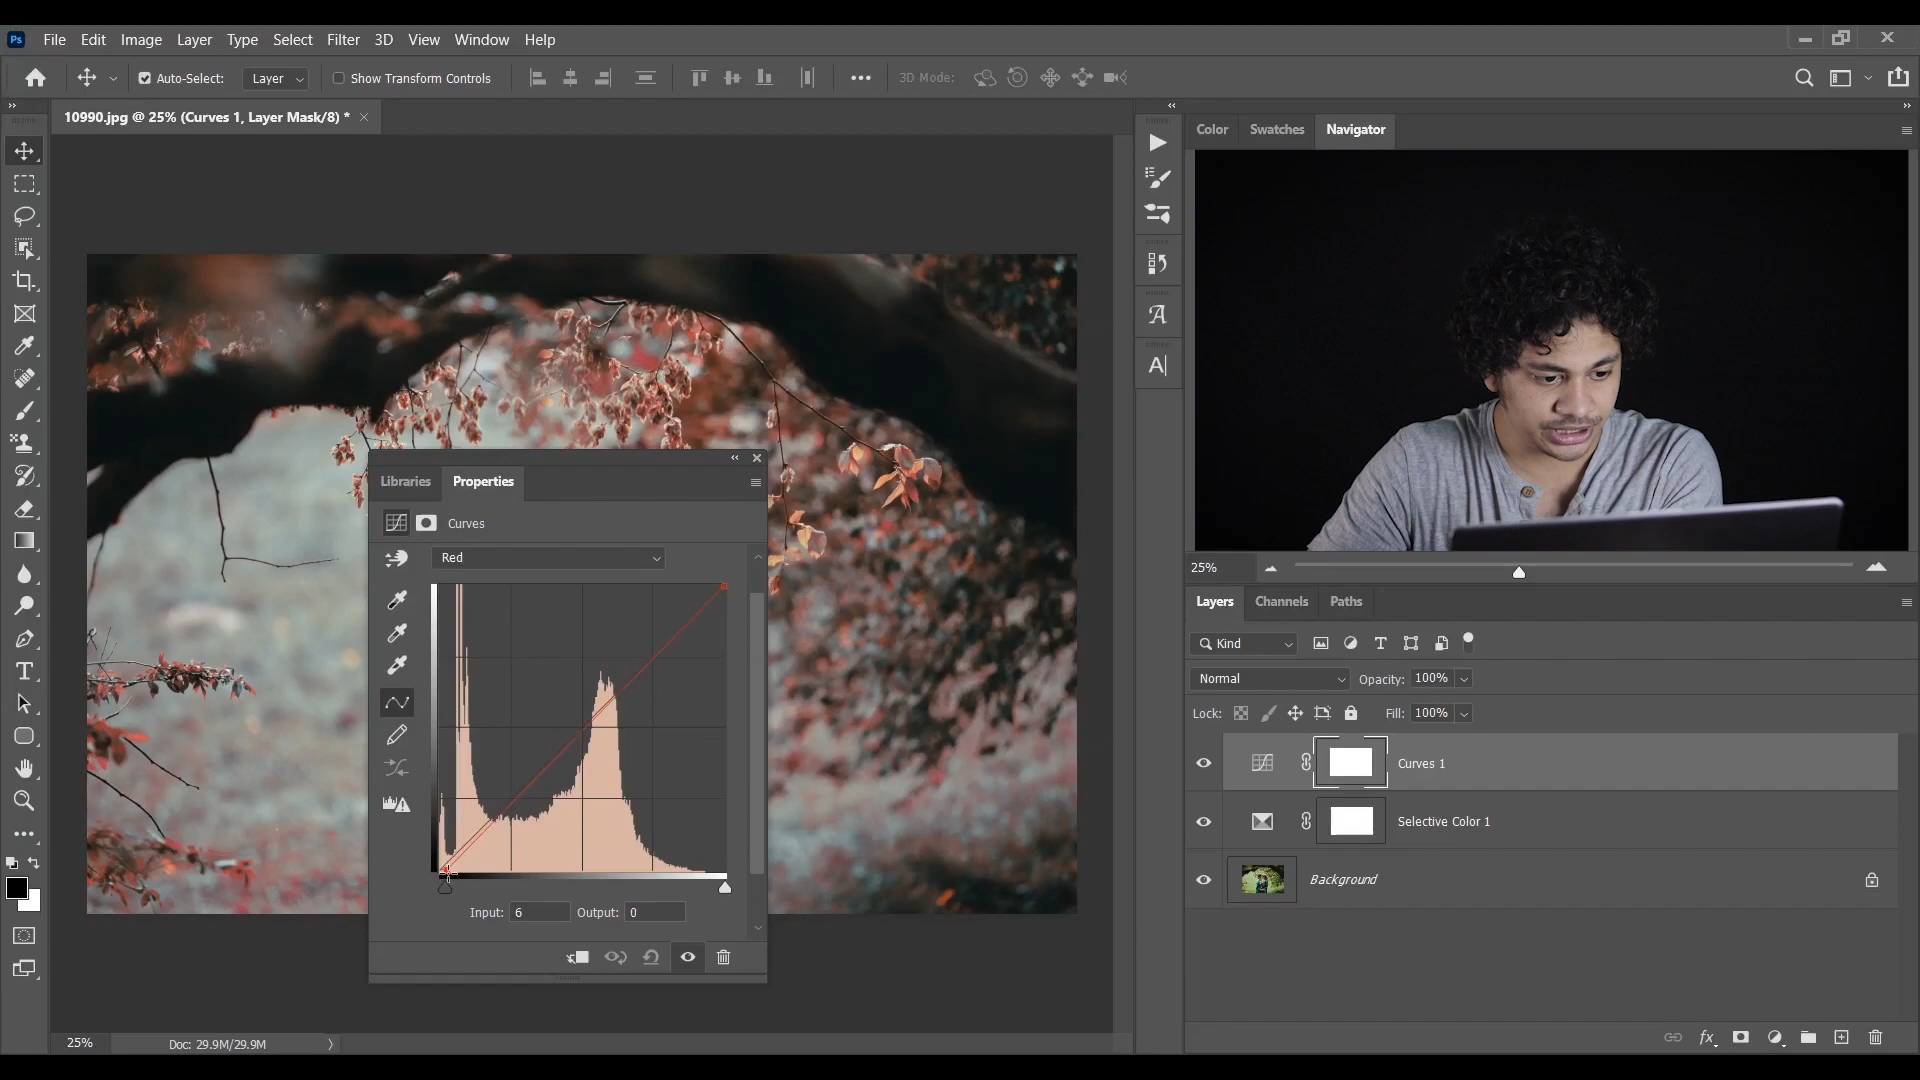 Ps File Edit Image Layer Type Select Filter 3D View Window Help
Auto-Select: Layer Show Transform Controls 3D Mode:
10990.jpg @ 25% (Curves 1, Layer Mask/8) *
Color Swatches Navigator
Libraries Properties
Curves
Red
Input: 6 Output: 0
25%
Layers Channels Paths
Kind
Normal Opacity: 100%
Lock: Fill: 100%
Curves 1
Selective Color 1
Background
fx
25% Doc: 29.9M/29.9M